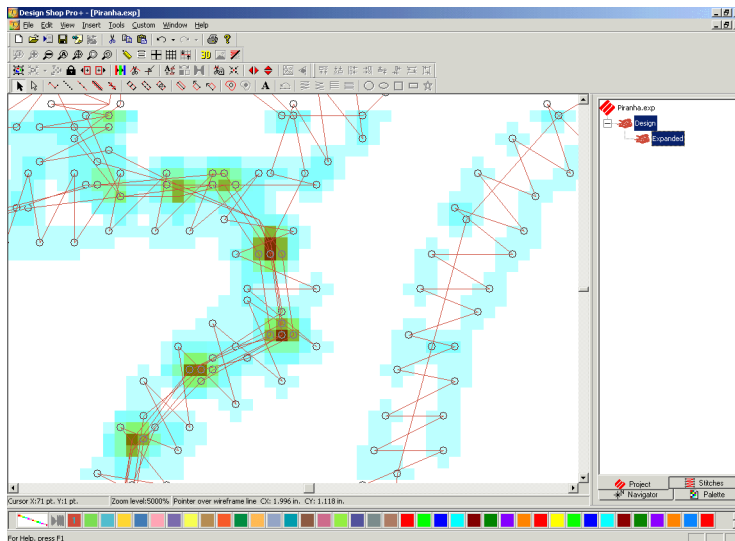 Design Shop Pro+ - [Piranha.exp]
File Edit View Insert Tools Custom Window Help
3D
A
Piranha.exp
Design
Expanded
Project
Stitches
Navigator
Palette
Cursor X:71 pt. Y:1 pt.
Zoom level:5000%
Pointer over wireframe line CX: 1.996 in. CY: 1.118 in.
1
For Help, press F1